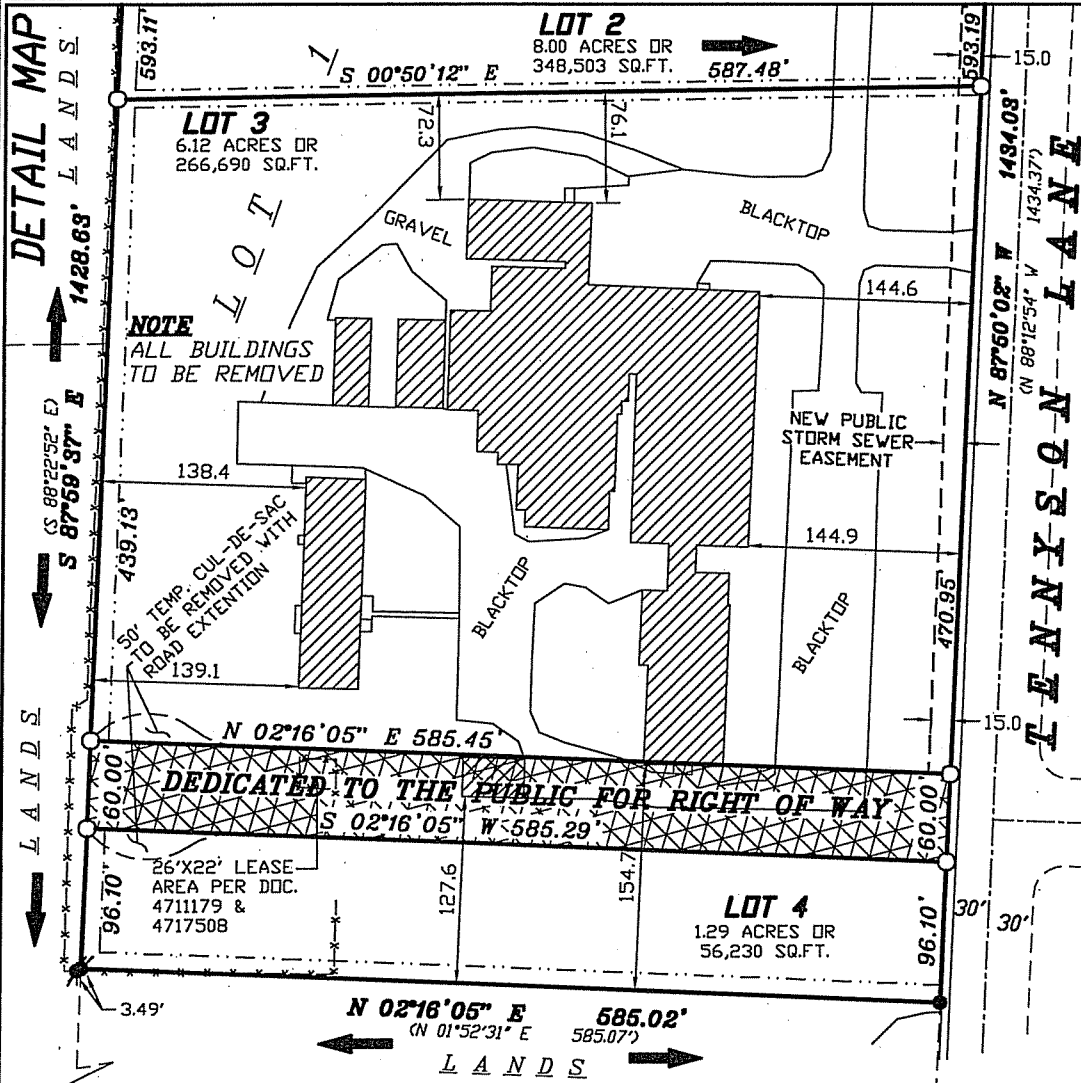 DETAIL MAP
LANDS
593.11'
1
LOT 2
8.00 ACRES OR
348,503 SQ.FT.
S 00°50'12" E 587.48'
593.19
15.0
LOT 3
6.12 ACRES OR
266,690 SQ.FT.
72.3
76.1
1428.63'
LOT
GRAVEL
BLACKTOP
1434.03'
N 87°50'02" W
(N 88°12'54" W 1434.37')
TENNYSON LANE
NOTE
ALL BUILDINGS
TO BE REMOVED
144.6
(S 88°22'52" E)
S 87°59'37" E
439.13'
138.4
NEW PUBLIC
STORM SEWER
EASEMENT
50' TEMP. CUL-DE-SAC
TO BE REMOVED WITH
ROAD EXTENTION
BLACKTOP
144.9
BLACKTOP
470.95'
139.1
15.0
LANDS
N 02°16'05" E 585.45'
60.00'
DEDICATED TO THE PUBLIC FOR RIGHT OF WAY
60.00'
S 02°16'05" W 585.29'
26'X22' LEASE
AREA PER DOC.
4711179 &
4717508
96.10'
127.6
154.7
LOT 4
1.29 ACRES OR
56,230 SQ.FT.
96.10'
30'
30'
3.49'
N 02°16'05" E 585.02'
(N 01°52'31" E 585.07')
LANDS